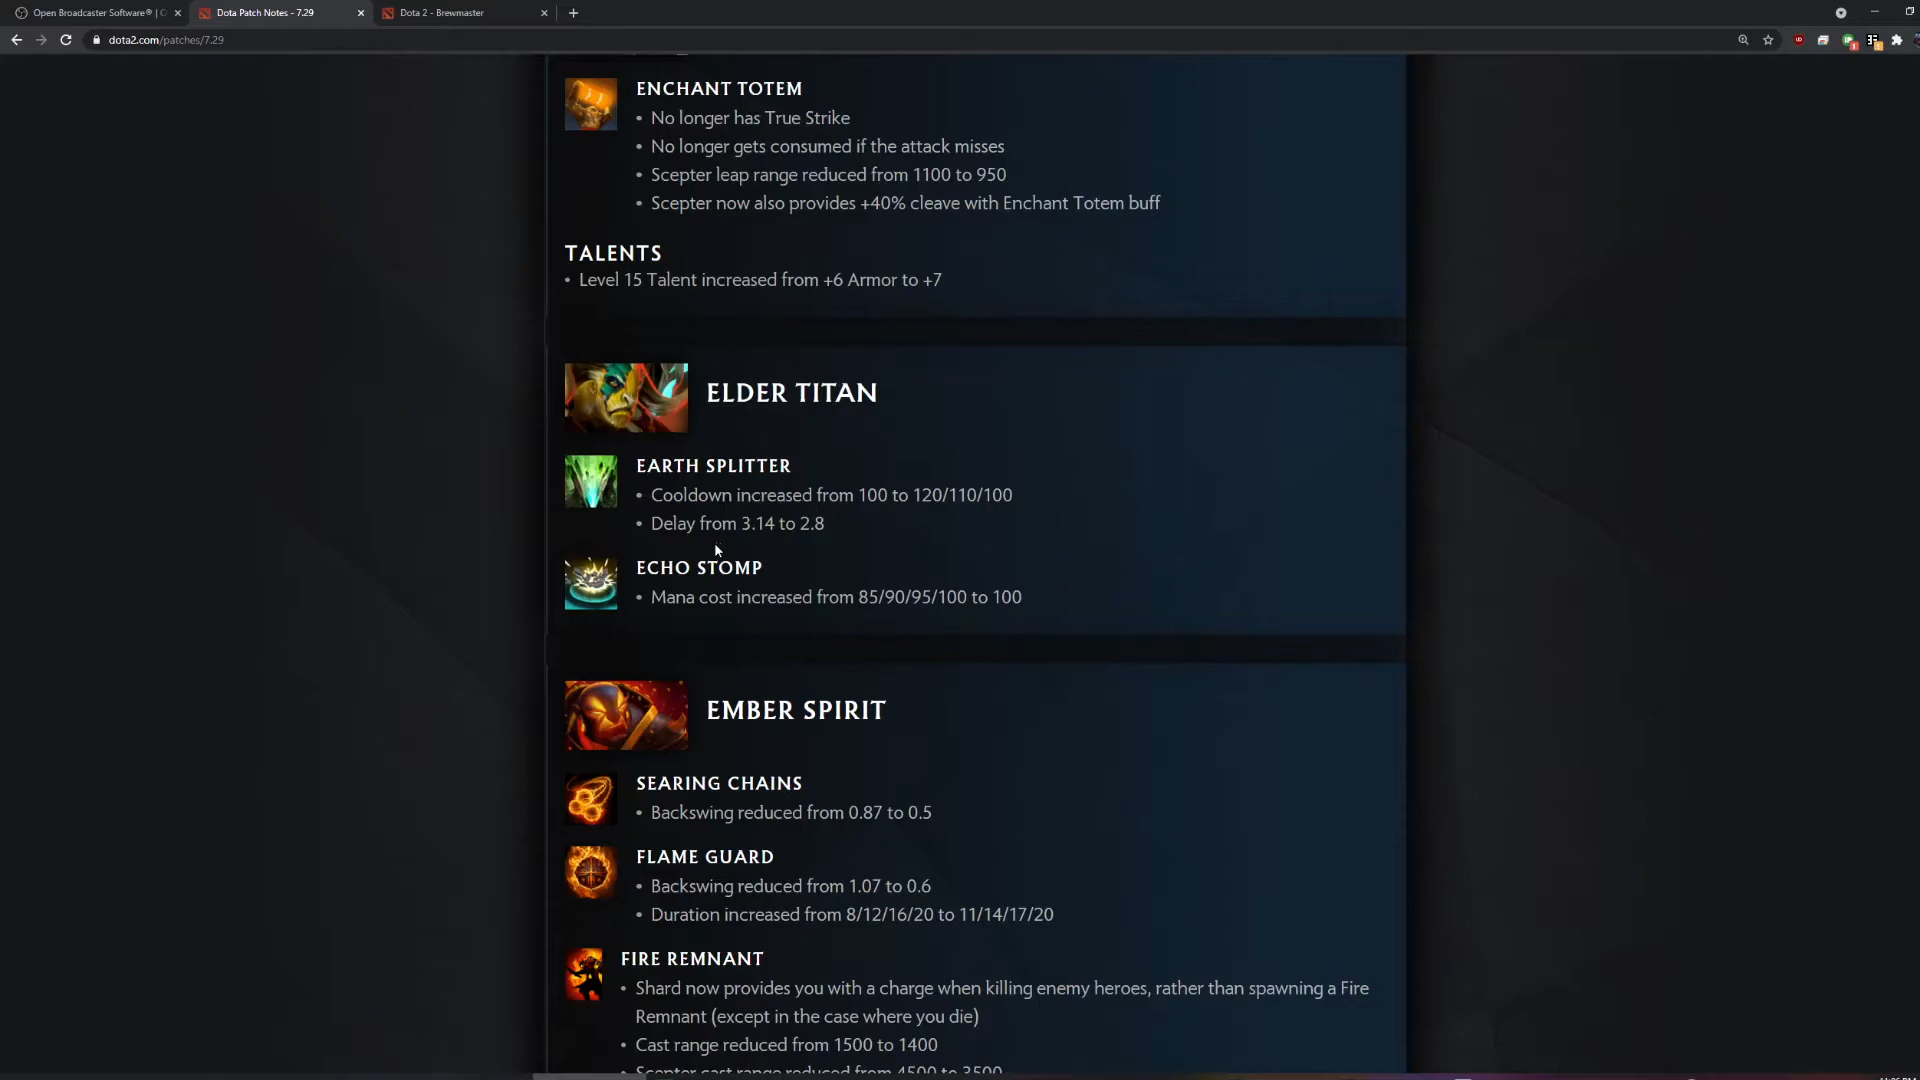 Open Broadcaster Software® |
Dota Patch Notes - 7.29
Dota 2 - Brewmaster
dota2.com/patches/7.29
ENCHANT TOTEM
• No longer has True Strike
• No longer gets consumed if the attack misses
• Scepter leap range reduced from 1100 to 950
• Scepter now also provides +40% cleave with Enchant Totem buff
TALENTS
• Level 15 Talent increased from +6 Armor to +7
ELDER TITAN
EARTH SPLITTER
• Cooldown increased from 100 to 120/110/100
• Delay from 3.14 to 2.8
ECHO STOMP
• Mana cost increased from 85/90/95/100 to 100
EMBER SPIRIT
SEARING CHAINS
• Backswing reduced from 0.87 to 0.5
FLAME GUARD
• Backswing reduced from 1.07 to 0.6
• Duration increased from 8/12/16/20 to 11/14/17/20
FIRE REMNANT
• Shard now provides you with a charge when killing enemy heroes, rather than spawning a Fire
Remnant (except in the case where you die)
• Cast range reduced from 1500 to 1400
• Scepter cast range reduced from 4500 to 3500